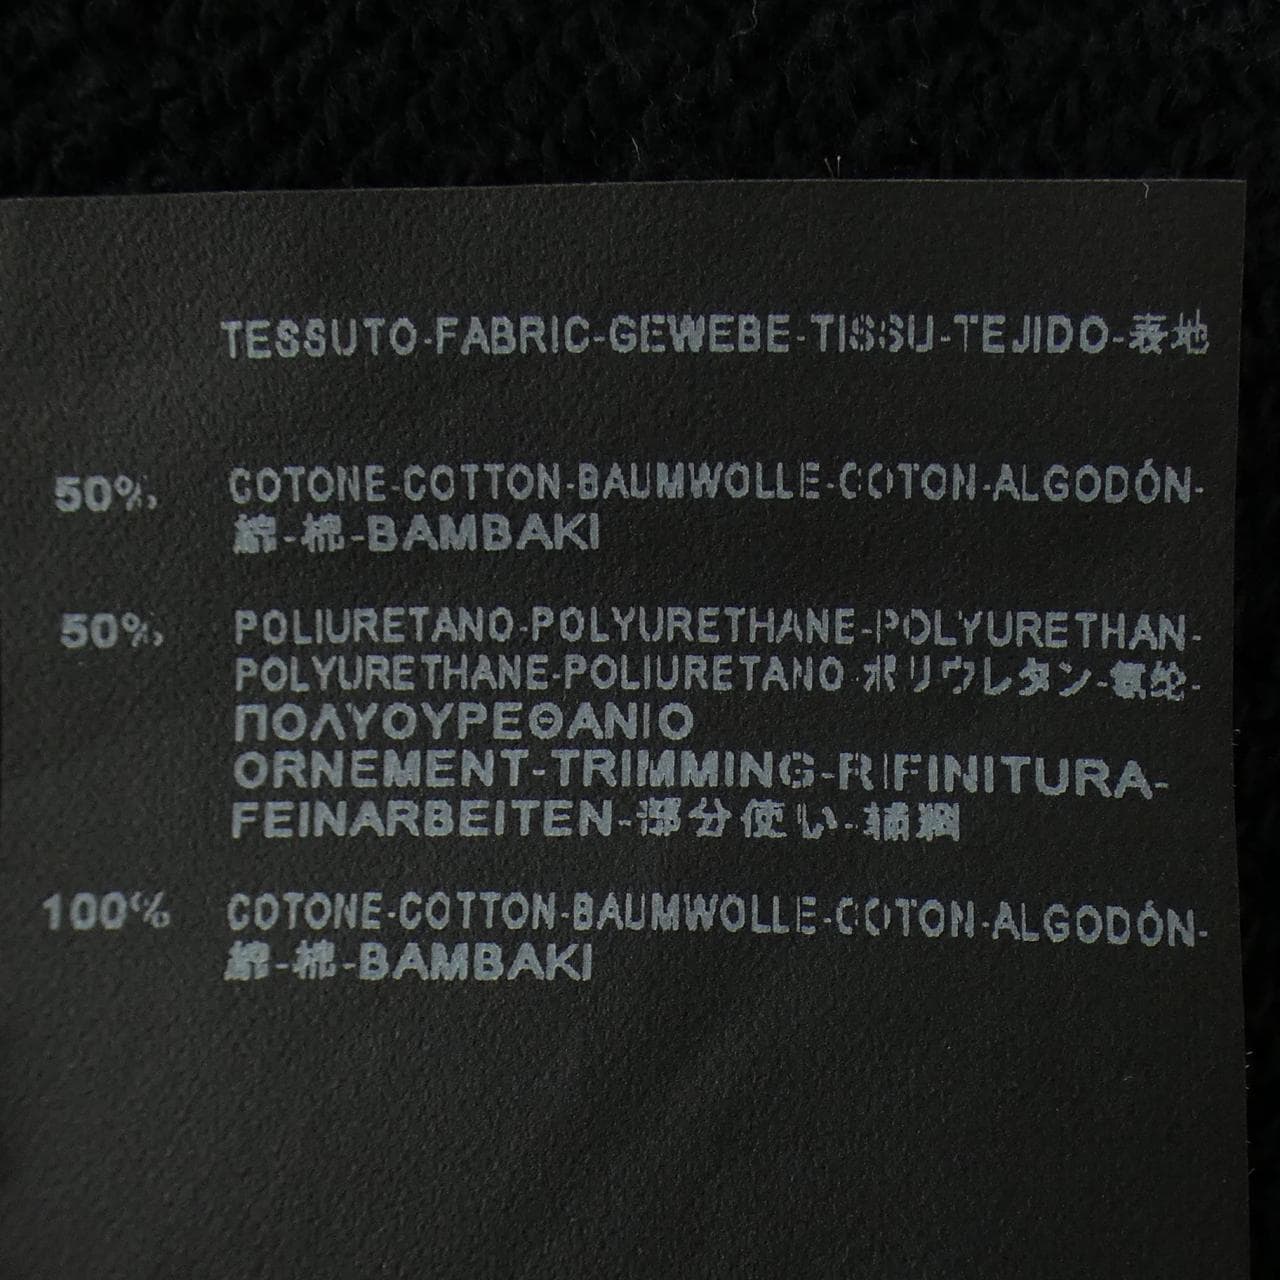 TESSUTO-FABRIC-GEWEBE-TISSU-TEJIDO-表地
50% COTONE-COTTON-BAUMWOLLE-COTON-ALGODÓN-
綿-棉-BAMBAKI
50% POLIURETANO-POLYURETHANE-POLYURETHAN-
POLYURETHANE-POLIURETANO-ポリウレタン-氨纶-
ΠΟΛΥΟΥΡΕΘΑΝΙΟ
ORNEMENT-TRIMMING-RIFINITURA-
FEINARBEITEN-部分使い-補綱
100% COTONE-COTTON-BAUMWOLLE-COTON-ALGODÓN-
綿-棉-BAMBAKI